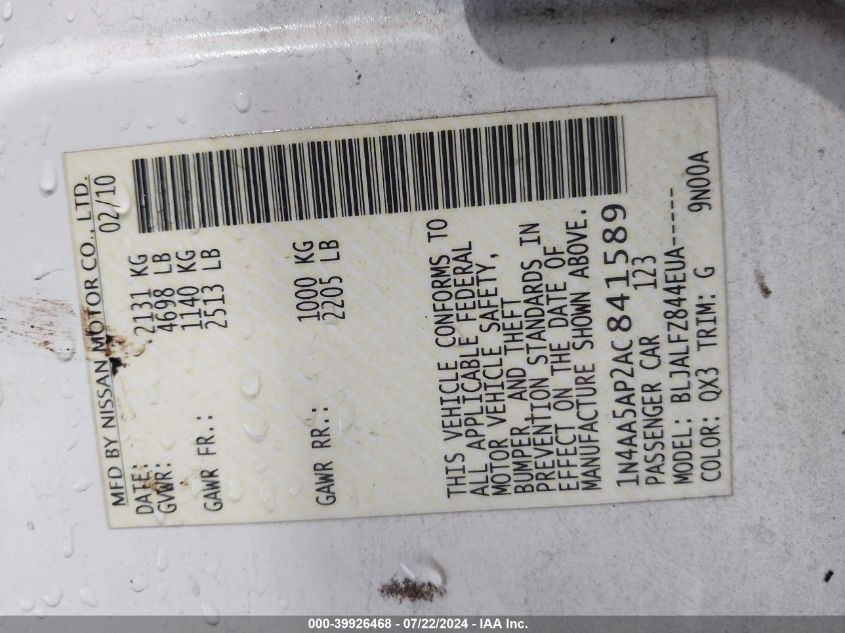 MFD BY NISSAN MOTOR CO., LTD.
DATE: 02/10
GVWR: 2131 KG
4698 LB
GAWR FR.: 1140 KG
2513 LB
GAWR RR.: 1000 KG
2205 LB
THIS VEHICLE CONFORMS TO
ALL APPLICABLE FEDERAL
MOTOR VEHICLE SAFETY,
BUMPER, AND THEFT
PREVENTION STANDARDS IN
EFFECT ON THE DATE OF
MANUFACTURE SHOWN ABOVE.
1N4AA5AP2AC841589
PASSENGER CAR 123
MODEL: BLJALFZ844EUA-----
COLOR: QX3 TRIM: G 9N00A
000-39926468 - 07/22/2024 - IAA Inc.